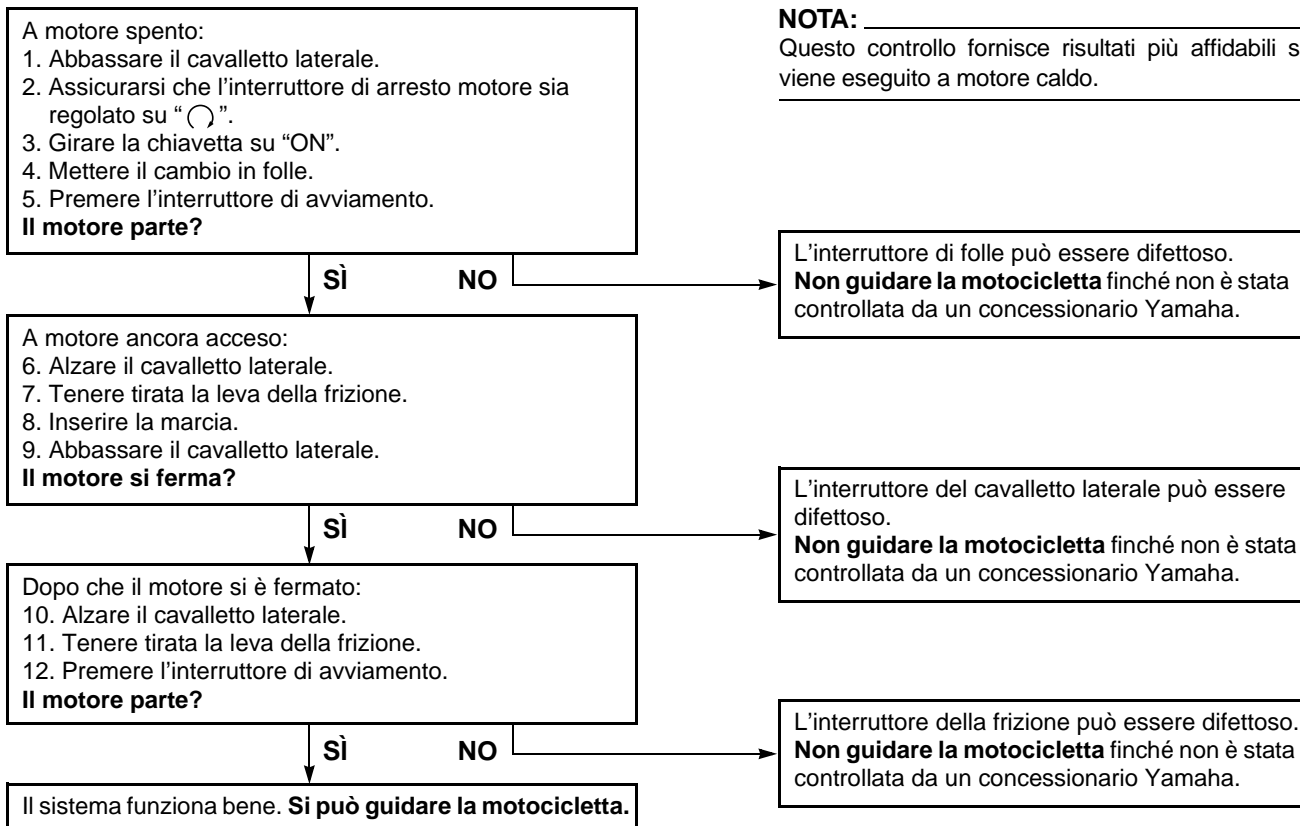 A motore spento:
1. Abbassare il cavalletto laterale.
2. Assicurarsi che l’interruttore di arresto motore sia
regolato su “ ”.
3. Girare la chiavetta su “ON”.
4. Mettere il cambio in folle.
5. Premere l’interruttore di avviamento.
Il motore parte?
NOTA:
Questo controllo fornisce risultati più affidabili
viene eseguito a motore caldo.
SÌ NO
L’interruttore di folle può essere difettoso.
Non guidare la motocicletta finché non è stata
controllata da un concessionario Yamaha.
A motore ancora acceso:
6. Alzare il cavalletto laterale.
7. Tenere tirata la leva della frizione.
8. Inserire la marcia.
9. Abbassare il cavalletto laterale.
Il motore si ferma?
SÌ NO
L’interruttore del cavalletto laterale può essere
difettoso.
Non guidare la motocicletta finché non è stata
controllata da un concessionario Yamaha.
Dopo che il motore si è fermato:
10. Alzare il cavalletto laterale.
11. Tenere tirata la leva della frizione.
12. Premere l’interruttore di avviamento.
Il motore parte?
SÌ NO
L’interruttore della frizione può essere difettoso.
Non guidare la motocicletta finché non è stata
controllata da un concessionario Yamaha.
Il sistema funziona bene. Si può guidare la motocicletta.